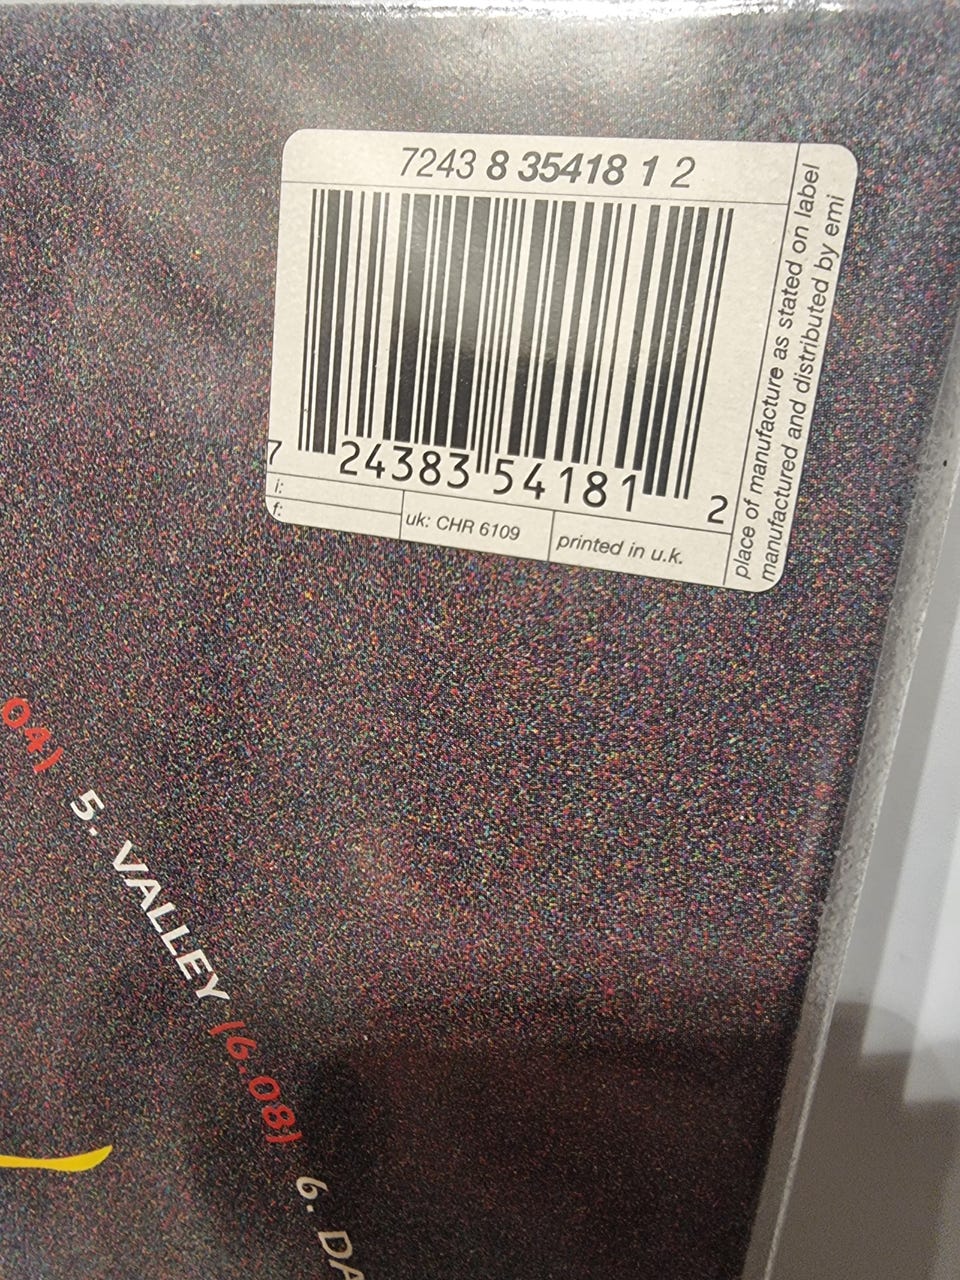 7243 8 35418 1 2
7 24383 54181 2
i:
f:
uk: CHR 6109
printed in u.k.
place of manufacture as stated on label
manufactured and distributed by emi
04)
5. VALLEY (6.08)
6. DA